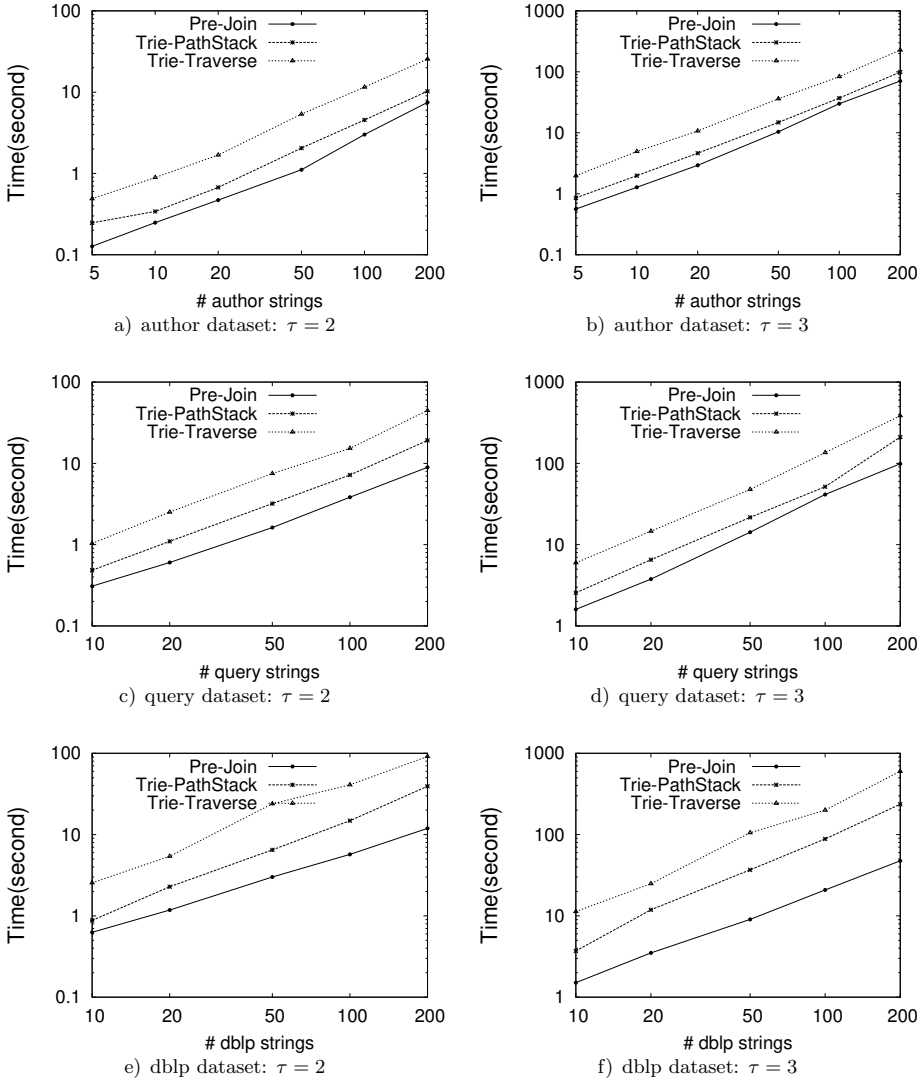 100
10
1
0.1
Time(second)
Pre-Join
Trie-PathStack
Trie-Traverse
5 10 20 50 100 200
# author strings
a) author dataset: τ = 2
1000
100
10
1
0.1
Time(second)
Pre-Join
Trie-PathStack
Trie-Traverse
5 10 20 50 100 200
# author strings
b) author dataset: τ = 3
100
10
1
0.1
Time(second)
Pre-Join
Trie-PathStack
Trie-Traverse
10 20 50 100 200
# query strings
c) query dataset: τ = 2
1000
100
10
1
Time(second)
Pre-Join
Trie-PathStack
Trie-Traverse
10 20 50 100 200
# query strings
d) query dataset: τ = 3
100
10
1
0.1
Time(second)
Pre-Join
Trie-PathStack
Trie-Traverse
10 20 50 100 200
# dblp strings
e) dblp dataset: τ = 2
1000
100
10
1
Time(second)
Pre-Join
Trie-PathStack
Trie-Traverse
10 20 50 100 200
# dblp strings
f) dblp dataset: τ = 3